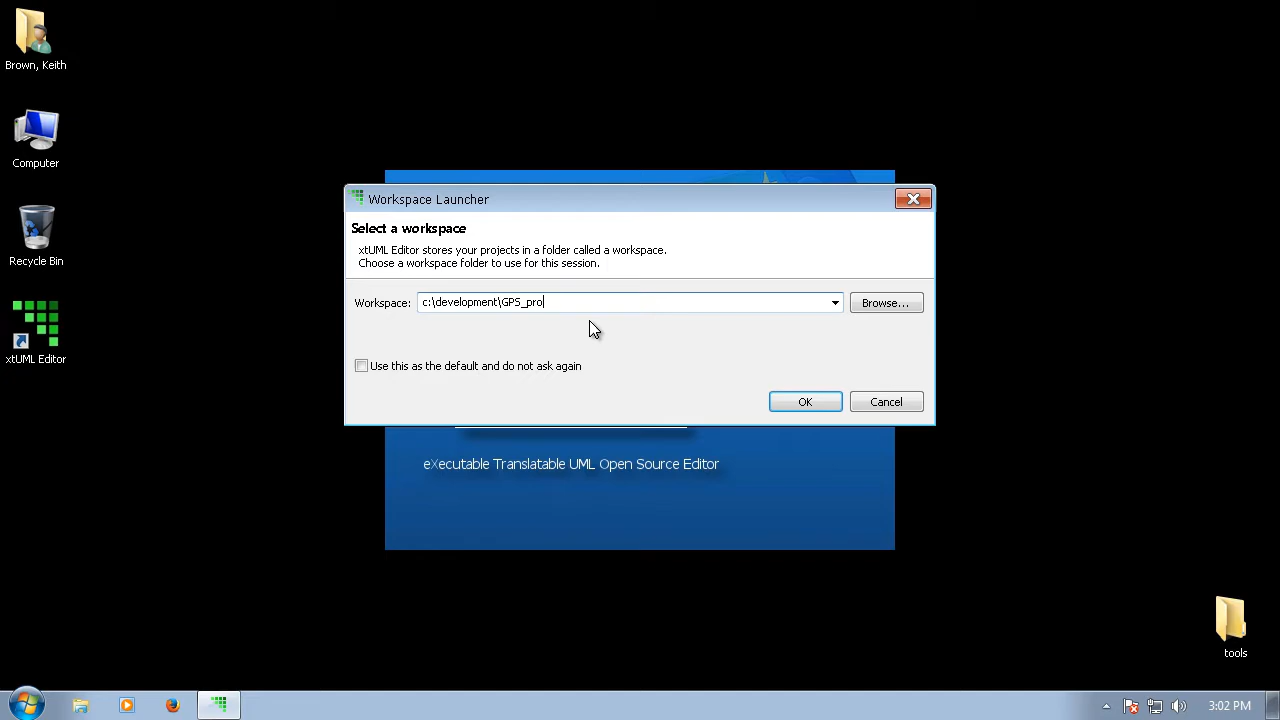 Brown, Keith
Computer
Recycle Bin
xtUML Editor
Workspace Launcher
Select a workspace
xtUML Editor stores your projects in a folder called a workspace.
Choose a workspace folder to use for this session.
Workspace: c:\development\GPS_pro Browse...
Use this as the default and do not ask again
OK Cancel
eXecutable Translatable UML Open Source Editor
tools
3:02 PM